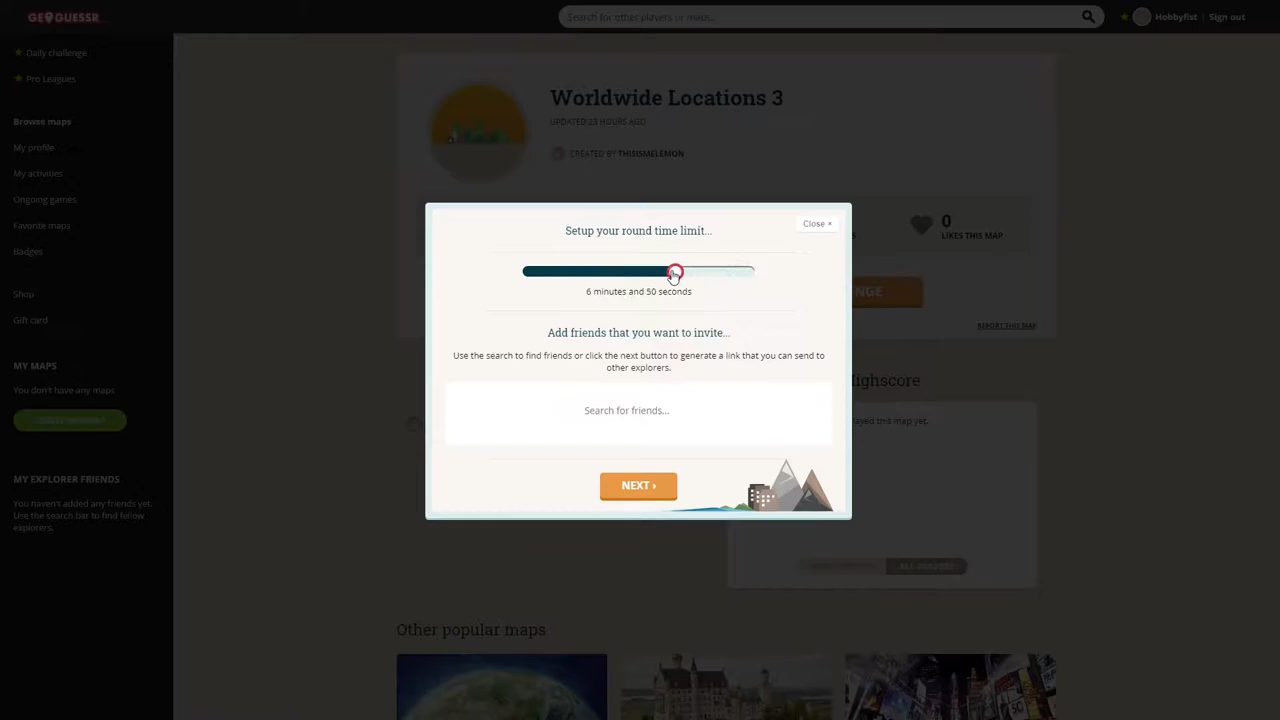 GEOGUESSR
Search for other players or maps...
Hobbyfist | Sign out
Daily challenge
Pro Leagues
Browse maps
My profile
My activities
Ongoing games
Favorite maps
Badges
Shop
Gift card
MY MAPS
You don't have any maps
MY EXPLORER FRIENDS
You haven't added any friends yet.
Use the search bar to find fellow
explorers.
Worldwide Locations 3
UPDATED 23 HOURS AGO
CREATED BY THISISMELEMON
0
LIKES THIS MAP
NGE
REPORT THIS MAP
Highscore
ayed this map yet.
Close ×
Setup your round time limit...
6 minutes and 50 seconds
Add friends that you want to invite...
Use the search to find friends or click the next button to generate a link that you can send to
other explorers.
Search for friends...
NEXT ›
Other popular maps